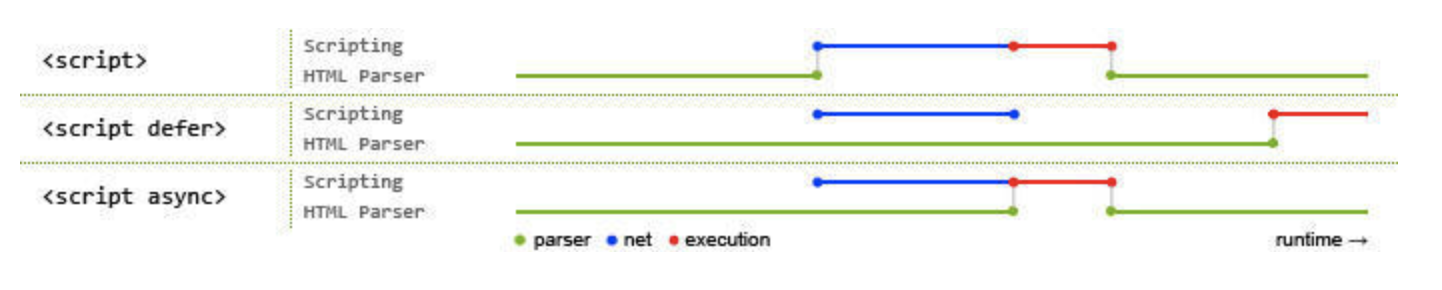 <script>
Scripting
HTML Parser
<script defer>
Scripting
HTML Parser
<script async>
Scripting
HTML Parser
parser net execution runtime →